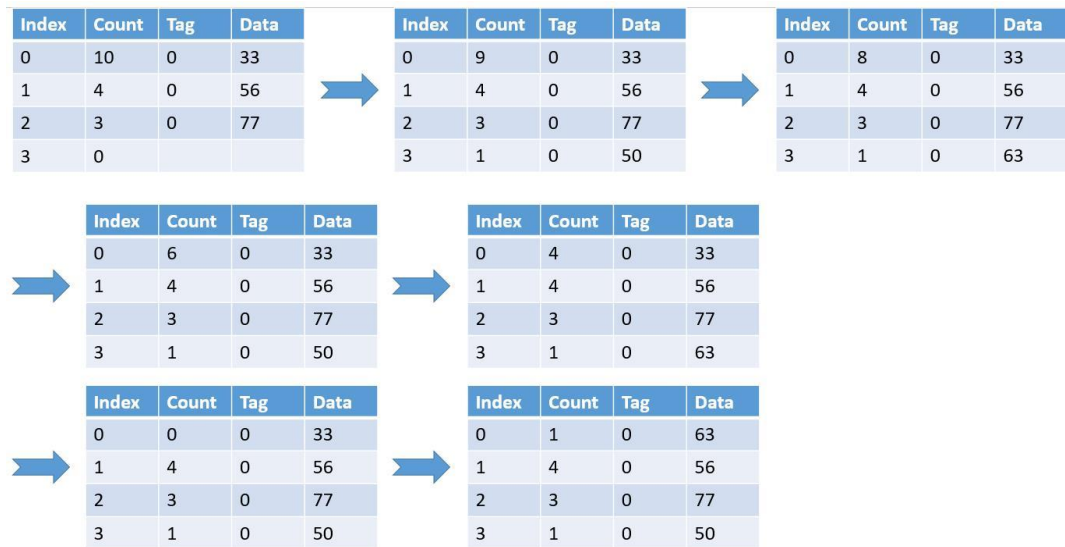 Index Count Tag Data
0 10 0 33
1 4 0 56
2 3 0 77
3 0
Index Count Tag Data
0 9 0 33
1 4 0 56
2 3 0 77
3 1 0 50
Index Count Tag Data
0 8 0 33
1 4 0 56
2 3 0 77
3 1 0 63
Index Count Tag Data
0 6 0 33
1 4 0 56
2 3 0 77
3 1 0 50
Index Count Tag Data
0 4 0 33
1 4 0 56
2 3 0 77
3 1 0 63
Index Count Tag Data
0 0 0 33
1 4 0 56
2 3 0 77
3 1 0 50
Index Count Tag Data
0 1 0 63
1 4 0 56
2 3 0 77
3 1 0 50